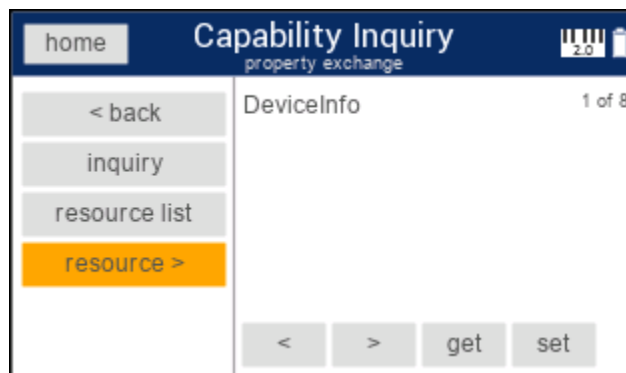 home
Capability Inquiry
property exchange
2.0
< back
inquiry
resource list
resource >
DeviceInfo
1 of 8
<
>
get
set